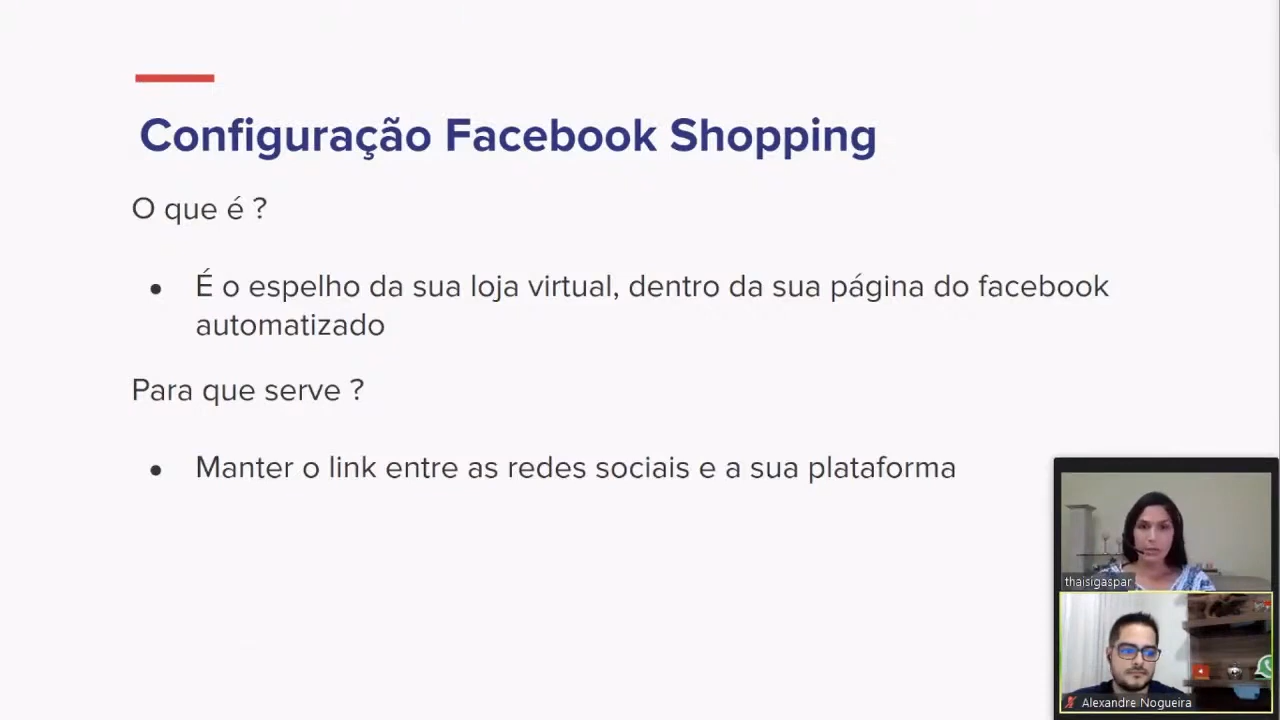 Configuração Facebook Shopping
O que é ?
● É o espelho da sua loja virtual, dentro da sua página do facebook
automatizado
Para que serve ?
● Manter o link entre as redes sociais e a sua plataforma
thaisigaspar
Alexandre Nogueira